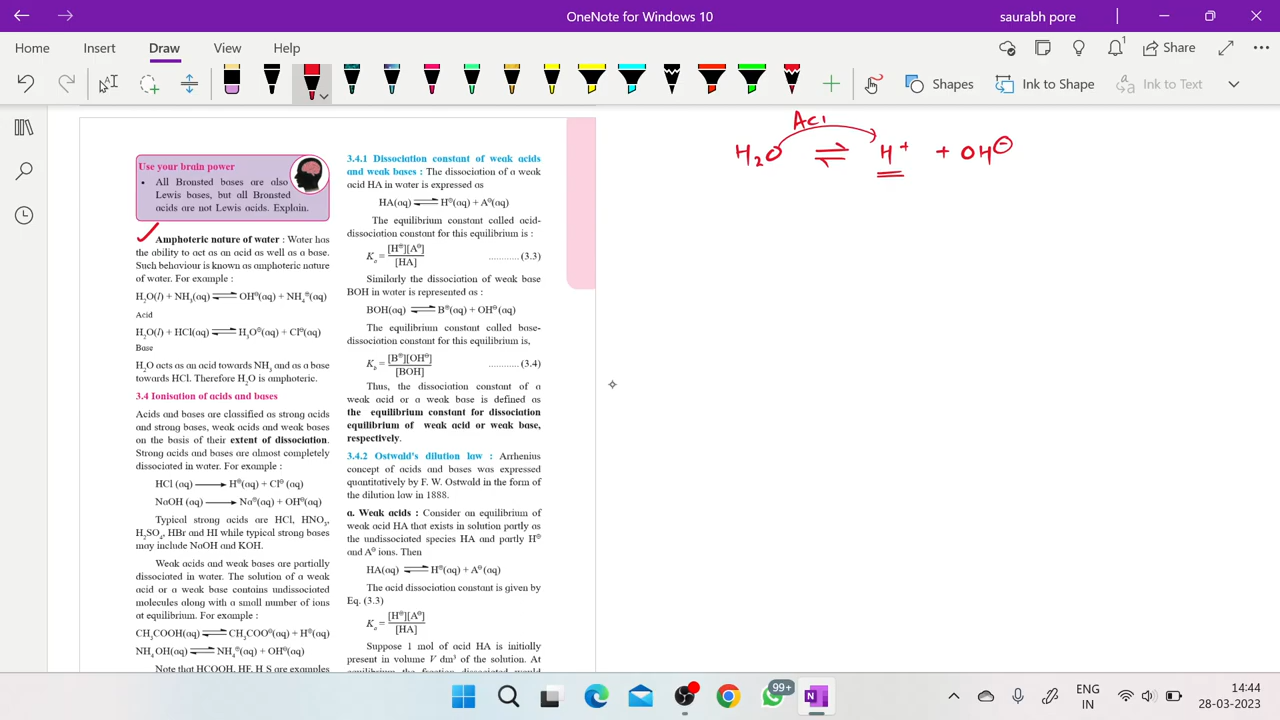 OneNote for Windows 10
saurabh pore
Home Insert Draw View Help
Share
Shapes
Ink to Shape
Ink to Text
Use your brain power
• All Bronsted bases are also
Lewis bases, but all Bronsted
acids are not Lewis acids. Explain.
Amphoteric nature of water : Water has
the ability to act as an acid as well as a base.
Such behaviour is known as amphoteric nature
of water. For example :
H₂O(l) + NH₃(aq) ⇌ OH⊖(aq) + NH₄⊕(aq)
Acid
H₂O(l) + HCl(aq) ⇌ H₃O⊕(aq) + Cl⊖(aq)
Base
H₂O acts as an acid towards NH₃ and as a base
towards HCl. Therefore H₂O is amphoteric.
3.4 Ionisation of acids and bases
Acids and bases are classified as strong acids
and strong bases, weak acids and weak bases
on the basis of their extent of dissociation.
Strong acids and bases are almost completely
dissociated in water. For example :
HCl (aq) ⟶ H⊕(aq) + Cl⊖ (aq)
NaOH (aq) ⟶ Na⊕(aq) + OH⊖(aq)
Typical strong acids are HCl, HNO₃,
H₂SO₄, HBr and HI while typical strong bases
may include NaOH and KOH.
Weak acids and weak bases are partially
dissociated in water. The solution of a weak
acid or a weak base contains undissociated
molecules along with a small number of ions
at equilibrium. For example :
CH₃COOH(aq) ⇌ CH₃COO⊖(aq) + H⊕(aq)
NH₄OH(aq) ⇌ NH₄⊕(aq) + OH⊖(aq)
Note that HCOOH, HF, H₂S are examples
3.4.1 Dissociation constant of weak acids
and weak bases : The dissociation of a weak
acid HA in water is expressed as
HA(aq) ⇌ H⊕(aq) + A⊖(aq)
The equilibrium constant called acid-
dissociation constant for this equilibrium is :
Kₐ = [H⊕][A⊖] / [HA] ............ (3.3)
Similarly the dissociation of weak base
BOH in water is represented as :
BOH(aq) ⇌ B⊕(aq) + OH⊖(aq)
The equilibrium constant called base-
dissociation constant for this equilibrium is,
K_b = [B⊕][OH⊖] / [BOH] ............ (3.4)
Thus, the dissociation constant of a
weak acid or a weak base is defined as
the equilibrium constant for dissociation
equilibrium of weak acid or weak base,
respectively.
3.4.2 Ostwald's dilution law : Arrhenius
concept of acids and bases was expressed
quantitatively by F. W. Ostwald in the form of
the dilution law in 1888.
a. Weak acids : Consider an equilibrium of
weak acid HA that exists in solution partly as
the undissociated species HA and partly H⊕
and A⊖ ions. Then
HA(aq) ⇌ H⊕(aq) + A⊖(aq)
The acid dissociation constant is given by
Eq. (3.3)
Kₐ = [H⊕][A⊖] / [HA]
Suppose 1 mol of acid HA is initially
present in volume V dm³ of the solution. At
equilibrium the fraction dissociated would
Aci
H₂O ⇌ H⁺ + OH⊖
99+
ENG
IN
14:44
28-03-2023